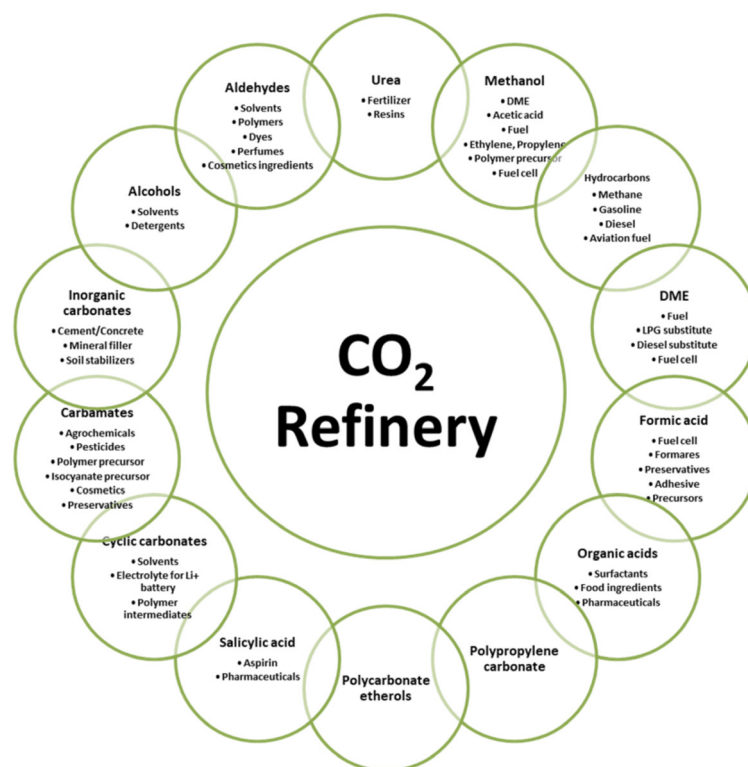 Urea
• Fertilizer
• Resins
Methanol
• DME
• Acetic acid
• Fuel
• Ethylene, Propylene
• Polymer precursor
• Fuel cell
Hydrocarbons
• Methane
• Gasoline
• Diesel
• Aviation fuel
DME
• Fuel
• LPG substitute
• Diesel substitute
• Fuel cell
Formic acid
• Fuel cell
• Formares
• Preservatives
• Adhesive
• Precursors
Organic acids
• Surfactants
• Food ingredients
• Pharmaceuticals
Polypropylene
carbonate
Polycarbonate
etherols
Salicylic acid
• Aspirin
• Pharmaceuticals
Cyclic carbonates
• Solvents
• Electrolyte for Li+
battery
• Polymer
intermediates
Carbamates
• Agrochemicals
• Pesticides
• Polymer precursor
• Isocyanate precursor
• Cosmetics
• Preservatives
Inorganic
carbonates
• Cement/Concrete
• Mineral filler
• Soil stabilizers
Alcohols
• Solvents
• Detergents
Aldehydes
• Solvents
• Polymers
• Dyes
• Perfumes
• Cosmetics ingredients
CO₂
Refinery